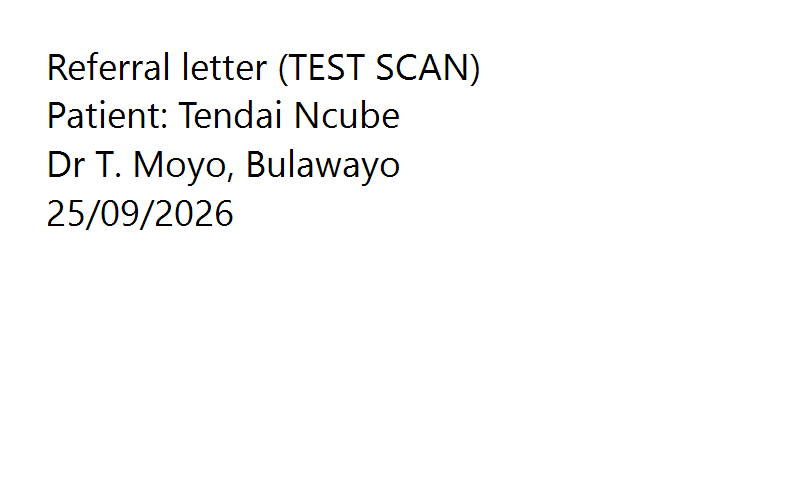 Referral letter (TEST SCAN)
Patient: Tendai Ncube
Dr T. Moyo, Bulawayo
25/09/2026